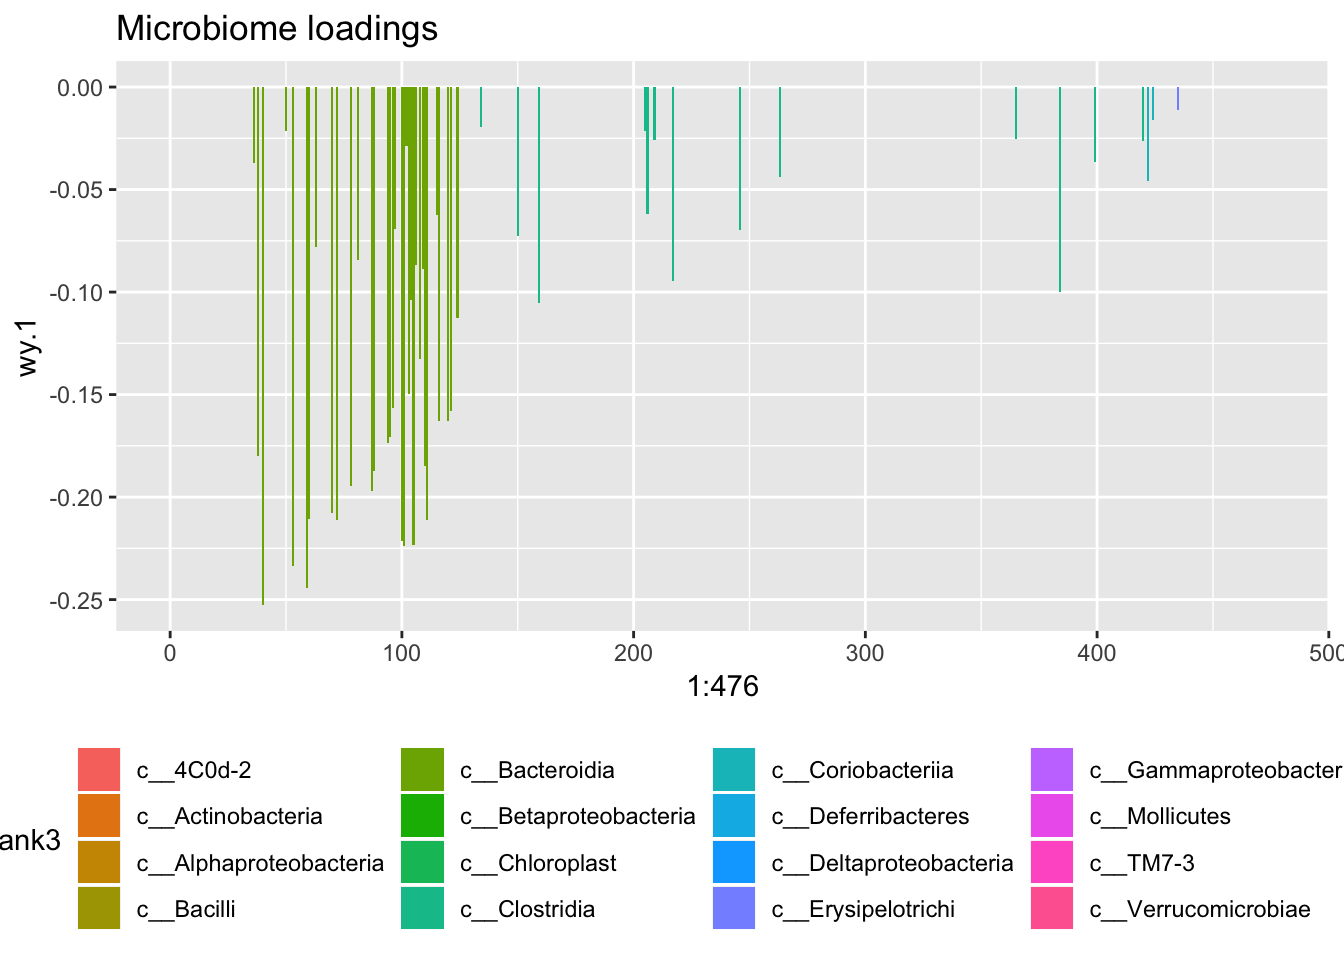 Microbiome loadings
0.00
-0.05
-0.10
-0.15
-0.20
-0.25
wy.1
0 100 200 300 400 500
1:476
ank3
c__4C0d-2 c__Bacteroidia c__Coriobacteriia c__Gammaproteobacter
c__Actinobacteria c__Betaproteobacteria c__Deferribacteres c__Mollicutes
c__Alphaproteobacteria c__Chloroplast c__Deltaproteobacteria c__TM7-3
c__Bacilli c__Clostridia c__Erysipelotrichi c__Verrucomicrobiae